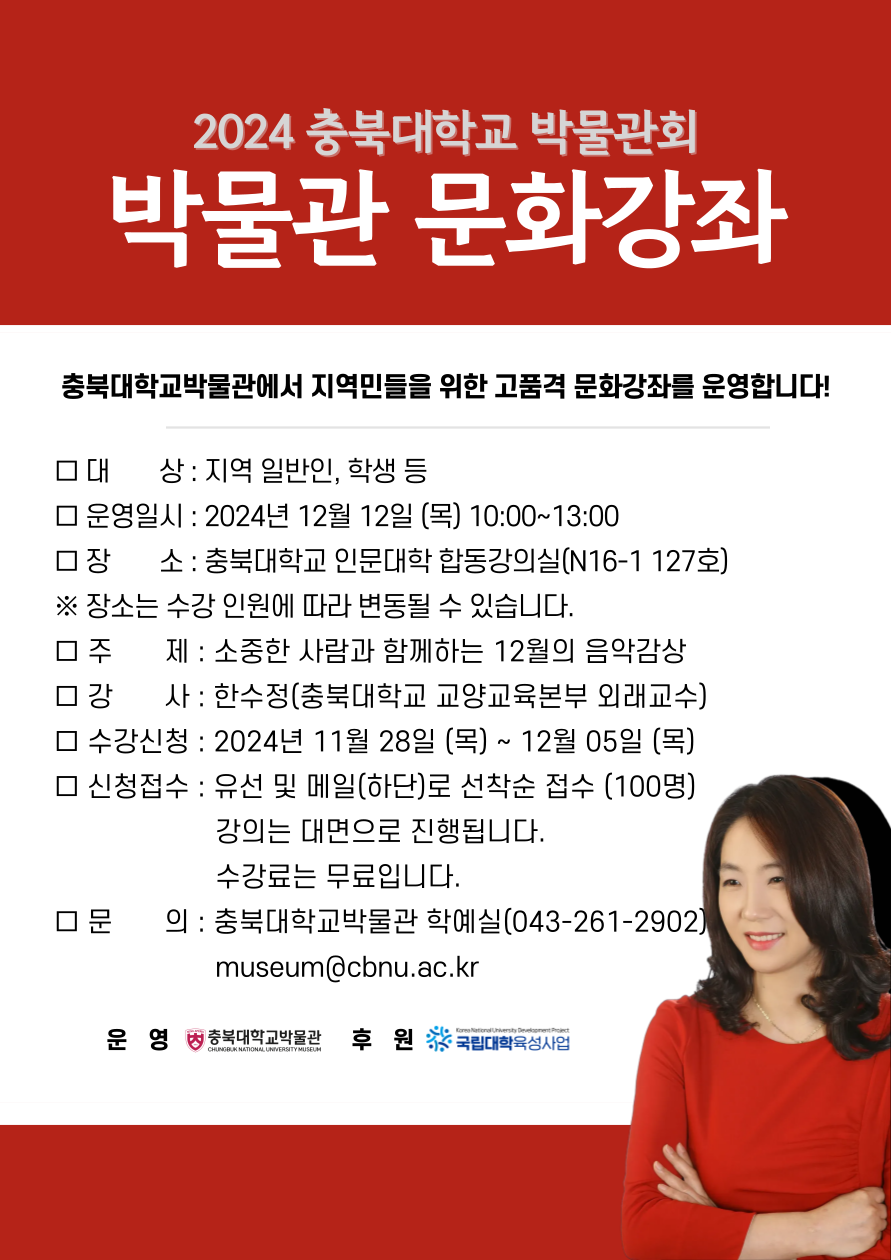 2024 충북대학교 박물관회
박물관 문화강좌
충북대학교박물관에서 지역민들을 위한 고품격 문화강좌를 운영합니다!
□ 대 상 : 지역 일반인, 학생 등
□ 운영일시 : 2024년 12월 12일 (목) 10:00~13:00
□ 장 소 : 충북대학교 인문대학 합동강의실(N16-1 127호)
※ 장소는 수강 인원에 따라 변동될 수 있습니다.
□ 주 제 : 소중한 사람과 함께하는 12월의 음악감상
□ 강 사 : 한수정(충북대학교 교양교육본부 외래교수)
□ 수강신청 : 2024년 11월 28일 (목) ~ 12월 05일 (목)
□ 신청접수 : 유선 및 메일(하단)로 선착순 접수 (100명)
강의는 대면으로 진행됩니다.
수강료는 무료입니다.
□ 문 의 : 충북대학교박물관 학예실(043-261-2902)
museum@cbnu.ac.kr
운 영 충북대학교박물관 후 원 Korea National University Development Project
CHUNGBUK NATIONAL UNIVERSITY MUSEUM 국립대학육성사업